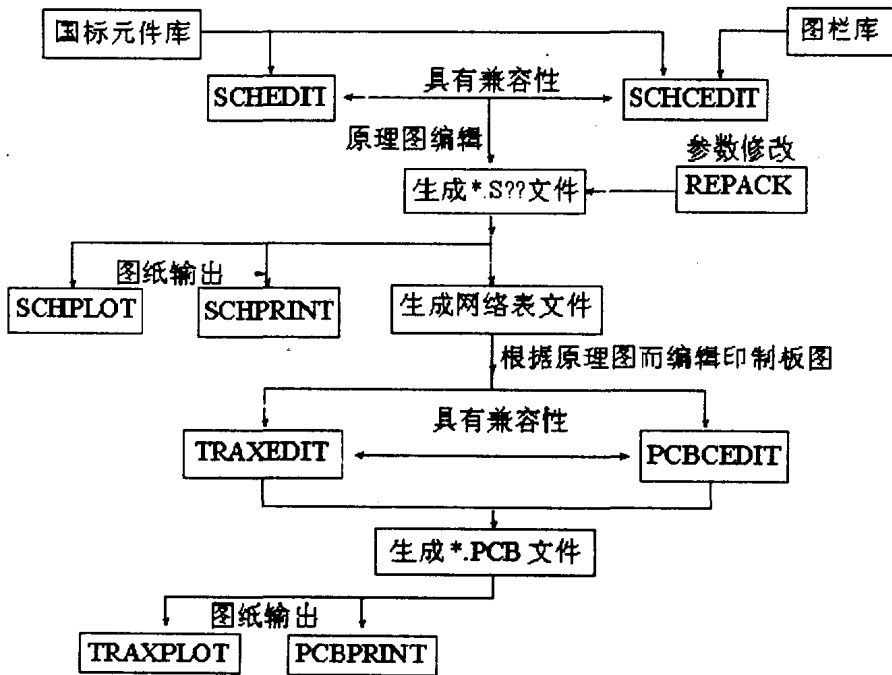 国标元件库
图栏库
SCHEDIT
具有兼容性
SCHCEDIT
原理图编辑
参数修改
生成*.S??文件
REPACK
图纸输出
SCHPLOT
SCHPRINT
生成网络表文件
根据原理图而编辑印制板图
具有兼容性
TRAXEDIT
PCBCEDIT
生成*.PCB文件
图纸输出
TRAXPLOT
PCBPRINT